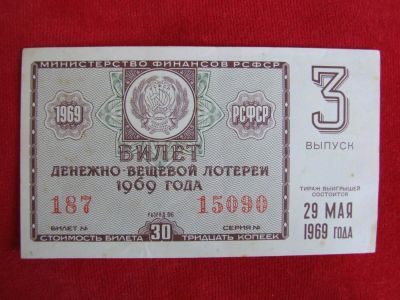 МИНИСТЕРСТВО ФИНАНСОВ РСФСР
1969
РСФСР
БИЛЕТ
ДЕНЕЖНО-ВЕЩЕВОЙ ЛОТЕРЕИ
1969 ГОДА
187 15090
БИЛЕТ № СЕРИЯ №
СТОИМОСТЬ БИЛЕТА 30 ТРИДЦАТЬ КОПЕЕК
3
ВЫПУСК
ТИРАЖ ВЫИГРЫШЕЙ
СОСТОИТСЯ
29 МАЯ
1969 ГОДА